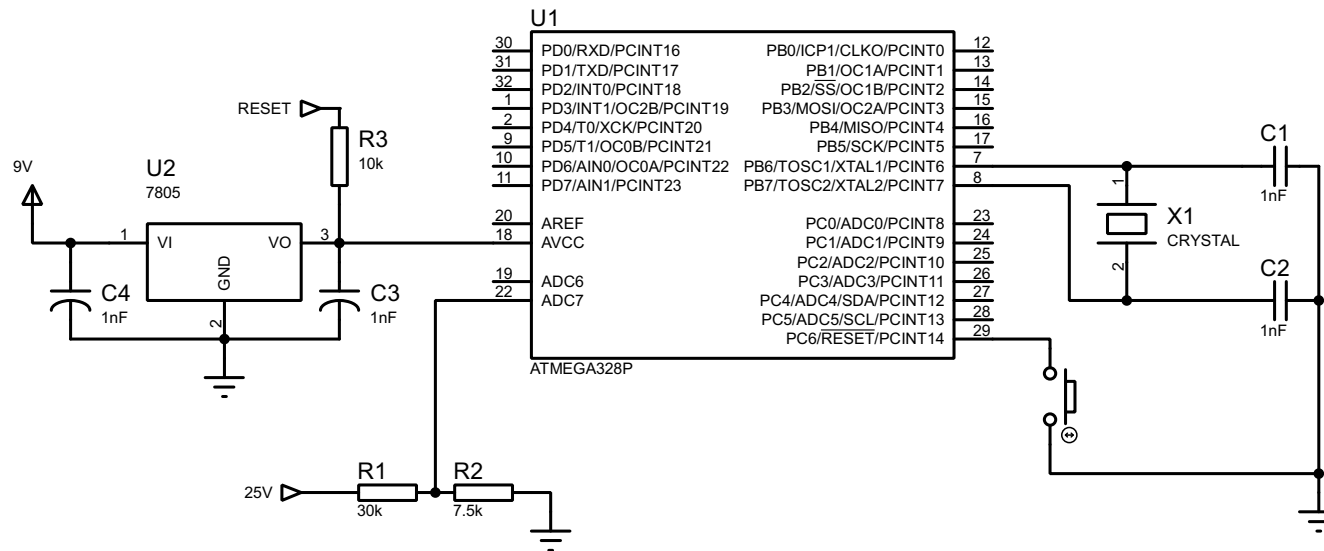 U1
30 PD0/RXD/PCINT16
31 PD1/TXD/PCINT17
32 PD2/INT0/PCINT18
1 PD3/INT1/OC2B/PCINT19
2 PD4/T0/XCK/PCINT20
9 PD5/T1/OC0B/PCINT21
10 PD6/AIN0/OC0A/PCINT22
11 PD7/AIN1/PCINT23
20 AREF
18 AVCC
19 ADC6
22 ADC7
PB0/ICP1/CLKO/PCINT0 12
PB1/OC1A/PCINT1 13
PB2/SS/OC1B/PCINT2 14
PB3/MOSI/OC2A/PCINT3 15
PB4/MISO/PCINT4 16
PB5/SCK/PCINT5 17
PB6/TOSC1/XTAL1/PCINT6 7
PB7/TOSC2/XTAL2/PCINT7 8
PC0/ADC0/PCINT8 23
PC1/ADC1/PCINT9 24
PC2/ADC2/PCINT10 25
PC3/ADC3/PCINT11 26
PC4/ADC4/SDA/PCINT12 27
PC5/ADC5/SCL/PCINT13 28
PC6/RESET/PCINT14 29
ATMEGA328P
RESET
R3
10k
9V
U2
7805
1 VI
VO 3
GND
2
C4
1nF
C3
1nF
25V
R1
30k
R2
7.5k
C1
1nF
1
X1
CRYSTAL
2
C2
1nF